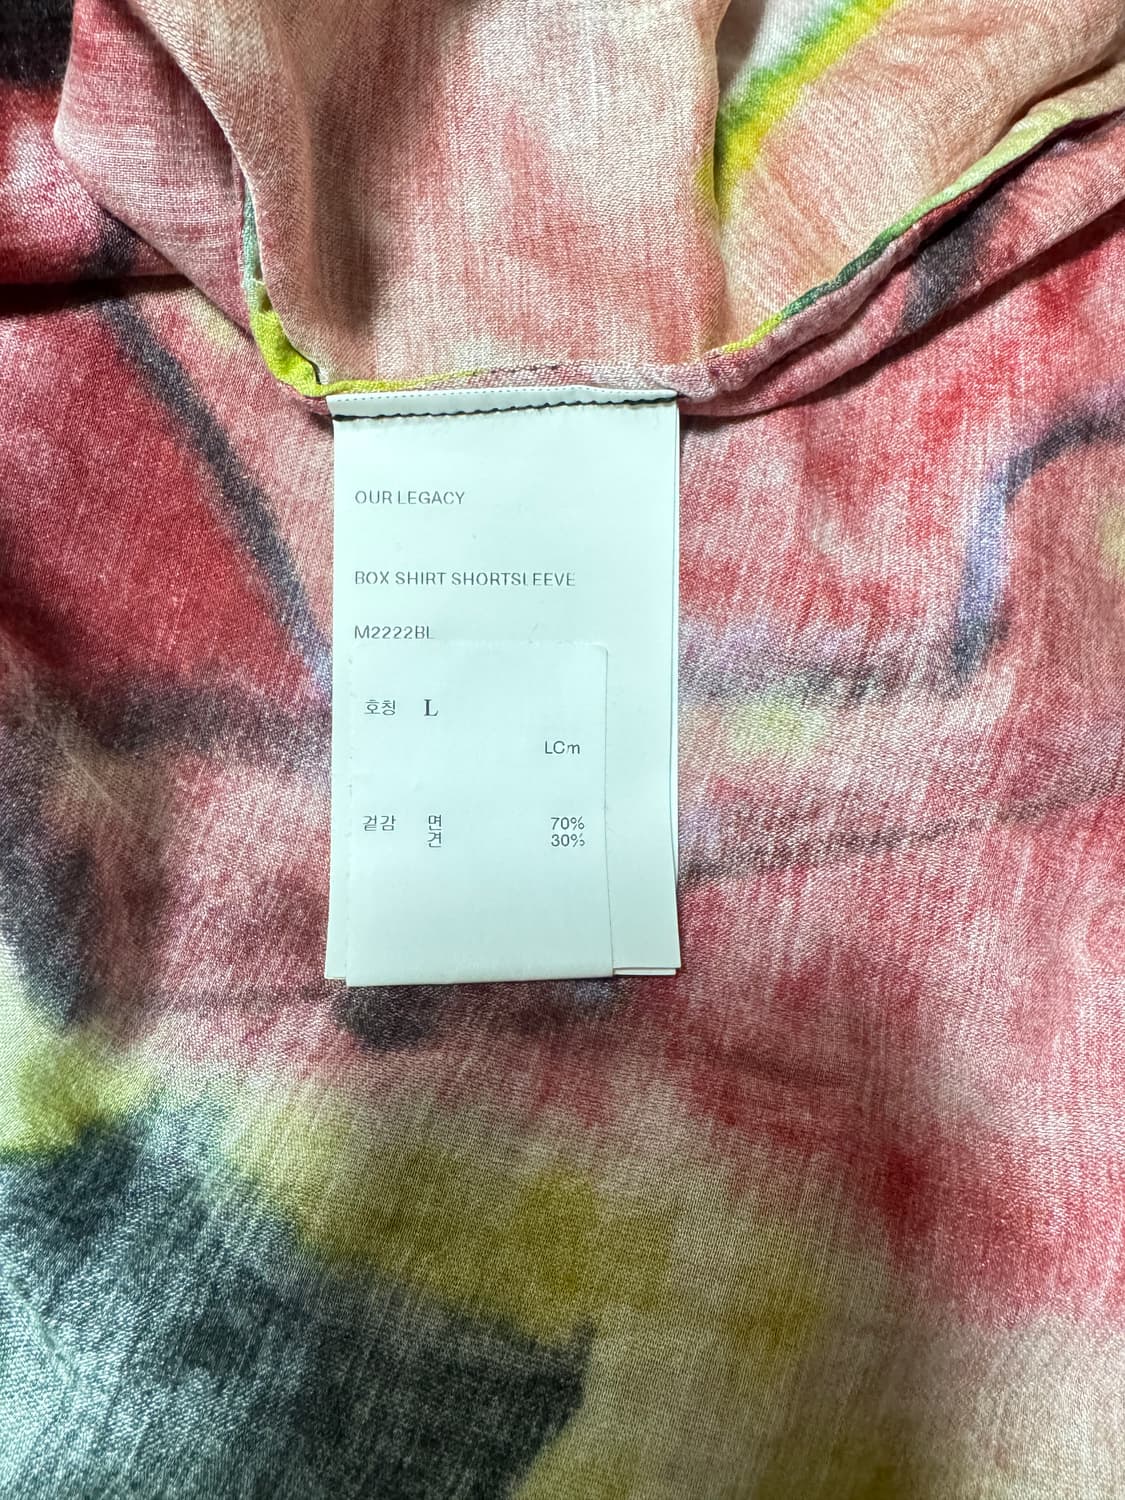 OUR LEGACY
BOX SHIRT SHORTSLEEVE
M2222BL
호칭 L
LCm
겉감 면 70%
견 30%